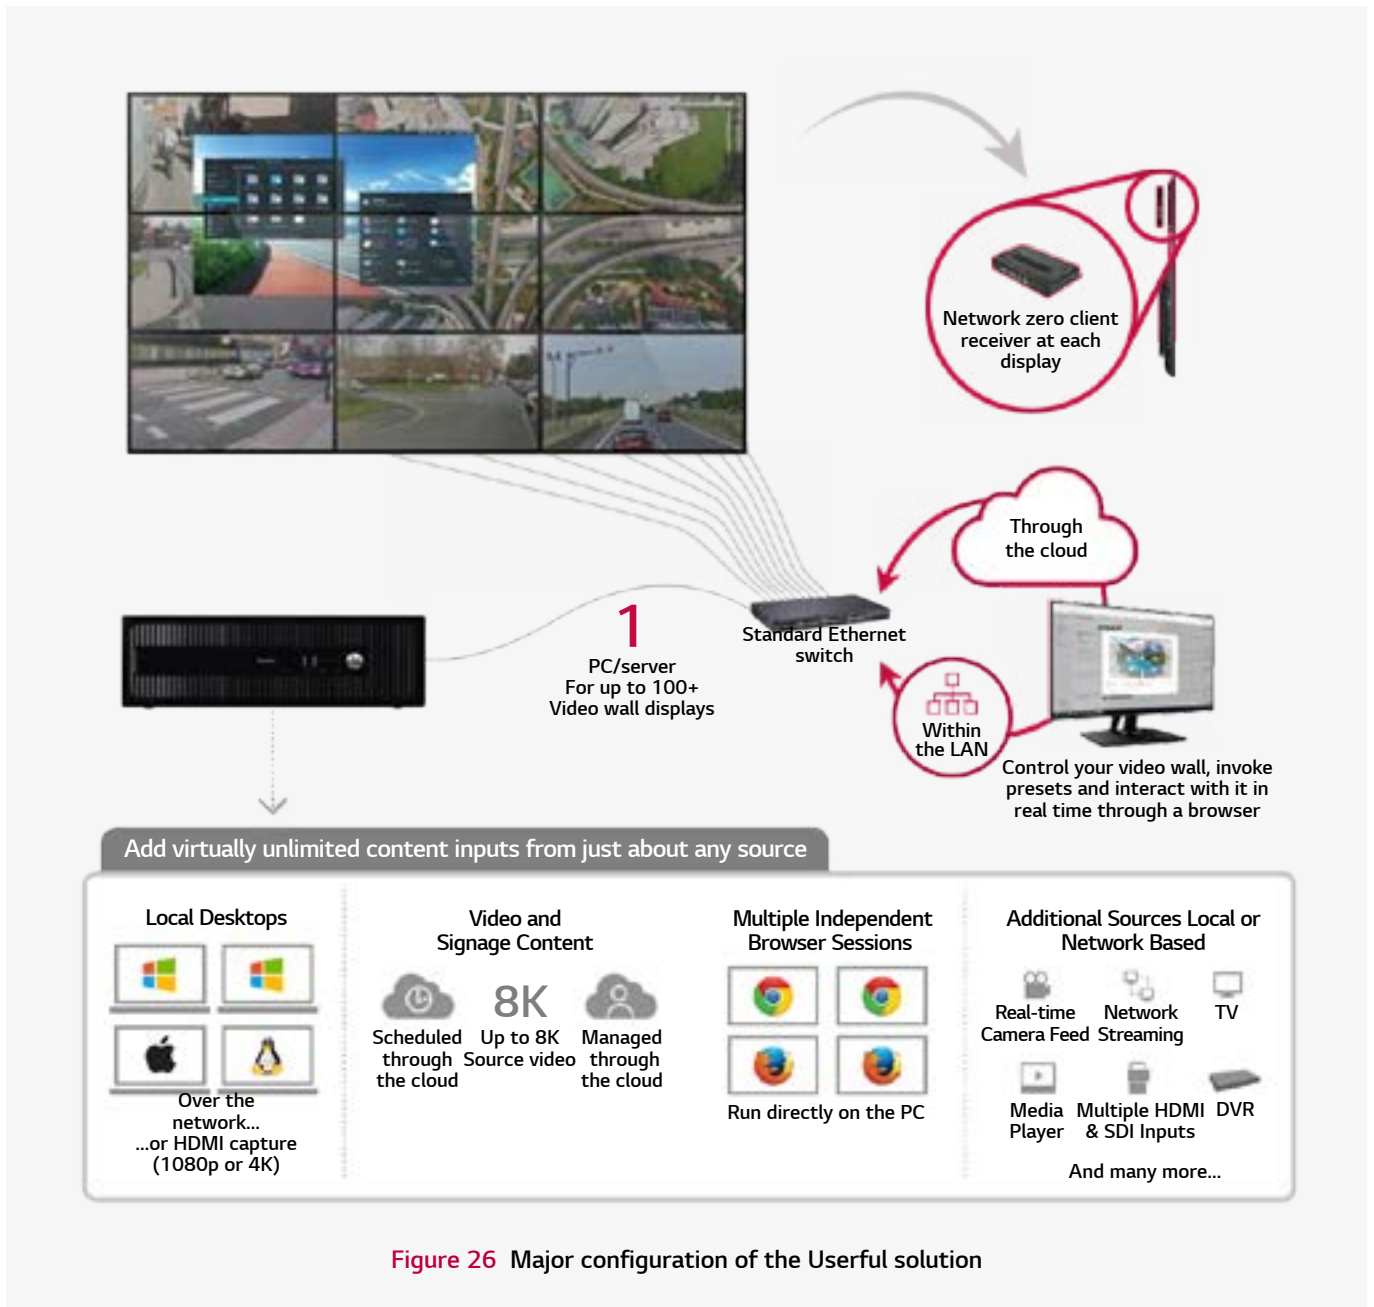 Network zero client
receiver at each
display
Through
the cloud
1
PC/server
For up to 100+
Video wall displays
Standard Ethernet
switch
Within
the LAN
Control your video wall, invoke
presets and interact with it in
real time through a browser
Add virtually unlimited content inputs from just about any source
Local Desktops
Over the
network...
...or HDMI capture
(1080p or 4K)
Video and
Signage Content
Scheduled
through
the cloud
8K
Up to 8K
Source video
Managed
through
the cloud
Multiple Independent
Browser Sessions
Run directly on the PC
Additional Sources Local or
Network Based
Real-time
Camera Feed
Network
Streaming
TV
Media
Player
Multiple HDMI
& SDI Inputs
DVR
And many more...
Figure 26 Major configuration of the Userful solution